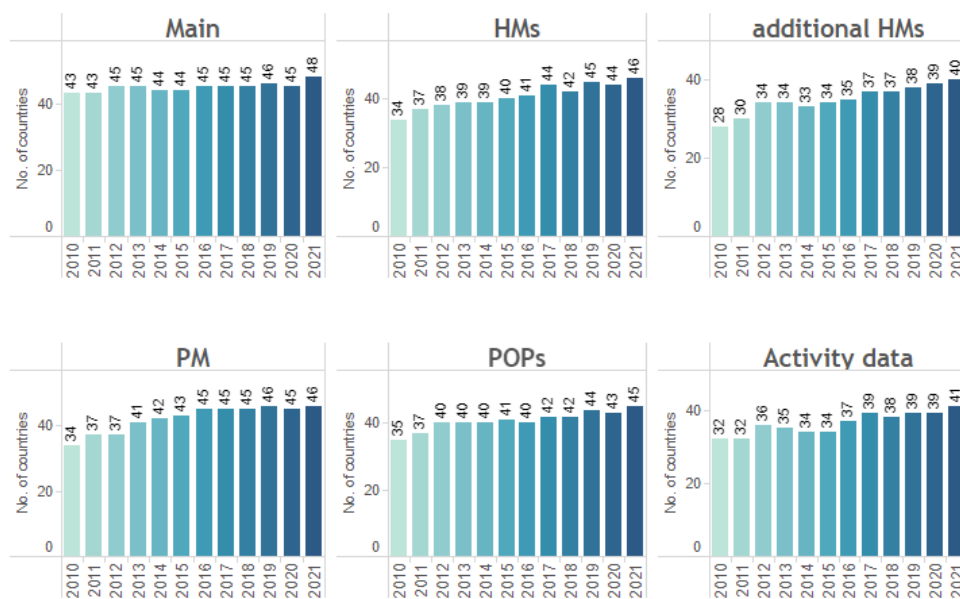 Main
43 43 45 45 44 44 45 45 45 46 45 48
No. of countries
40
20
0
2010 2011 2012 2013 2014 2015 2016 2017 2018 2019 2020 2021
HMs
34 37 38 39 39 40 41 44 42 45 44 46
No. of countries
40
20
0
2010 2011 2012 2013 2014 2015 2016 2017 2018 2019 2020 2021
additional HMs
28 30 34 34 33 34 35 37 37 38 39 40
No. of countries
40
20
0
2010 2011 2012 2013 2014 2015 2016 2017 2018 2019 2020 2021
PM
34 37 37 41 42 43 45 45 45 46 45 46
No. of countries
40
20
0
2010 2011 2012 2013 2014 2015 2016 2017 2018 2019 2020 2021
POPs
35 37 40 40 40 41 40 42 42 44 43 45
No. of countries
40
20
0
2010 2011 2012 2013 2014 2015 2016 2017 2018 2019 2020 2021
Activity data
32 32 36 35 34 34 37 39 38 39 39 41
No. of countries
40
20
0
2010 2011 2012 2013 2014 2015 2016 2017 2018 2019 2020 2021